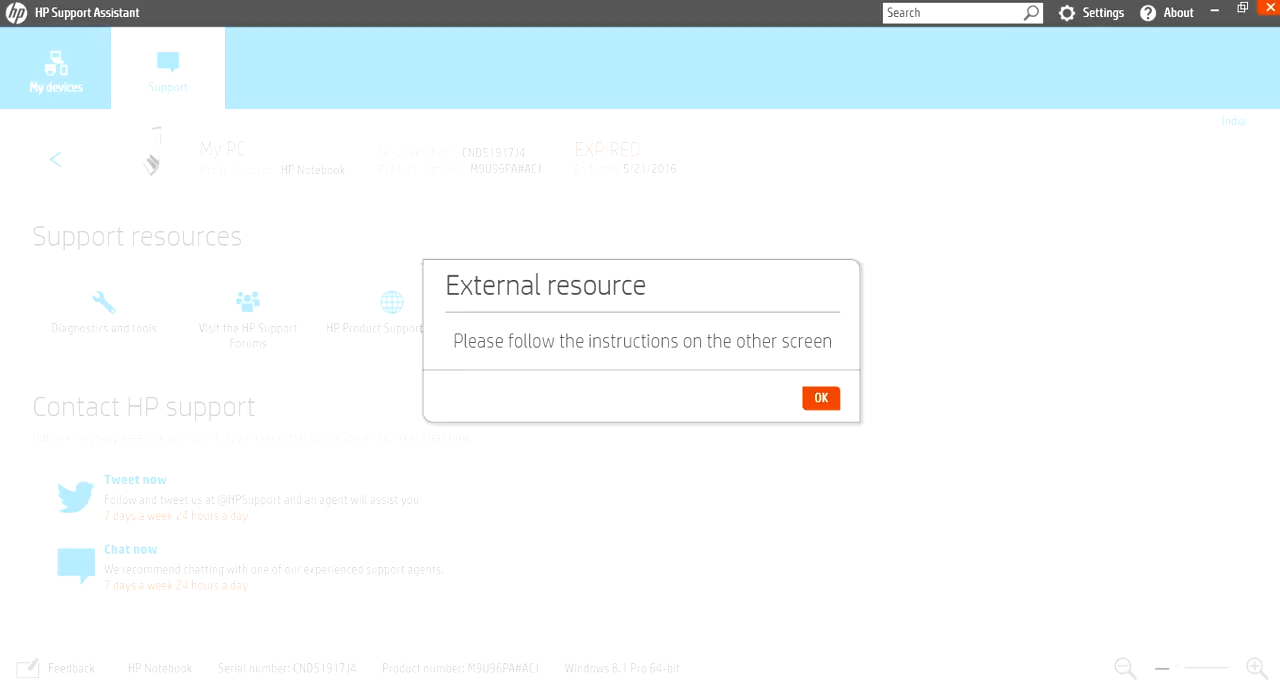 hp HP Support Assistant
Search
Settings
About
My devices
Support
India
My PC
HP Notebook
CND51917J4
M9U96PA#ACJ
EXPIRED
5/21/2016
Support resources
Diagnostics and tools
Visit the HP Support
Forums
HP Product Support
External resource
Please follow the instructions on the other screen
OK
Contact HP support
Tweet now
Follow and tweet us at @HPSupport and an agent will assist you
7 days a week 24 hours a day
Chat now
We recommend chatting with one of our experienced support agents.
7 days a week 24 hours a day
Feedback
HP Notebook
Serial number: CND51917J4
Product number: M9U96PA#ACJ
Windows 8.1 Pro 64-bit